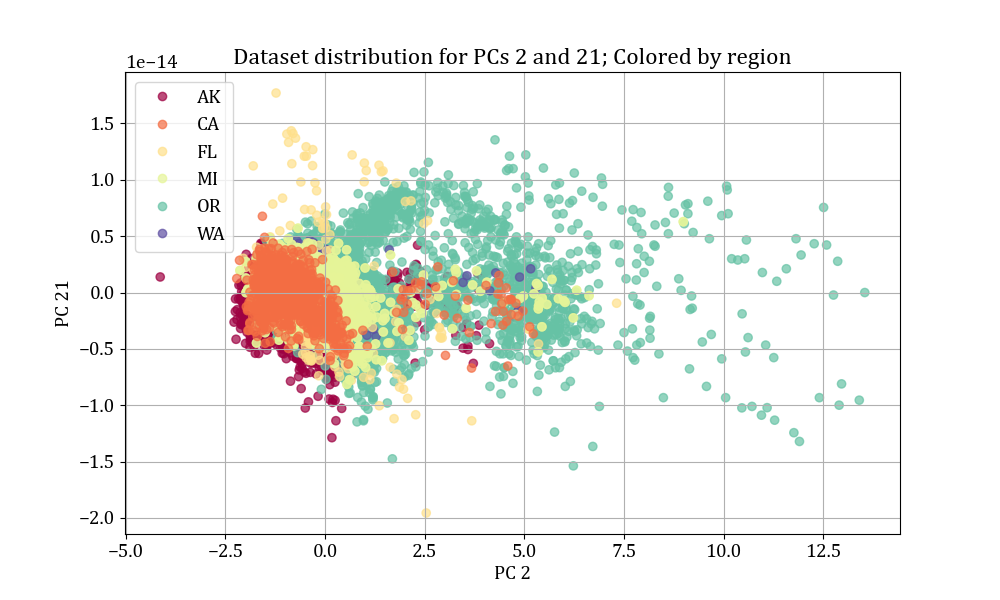 Dataset distribution for PCs 2 and 21; Colored by region
1e−14
AK
CA
FL
MI
OR
WA
1.5
1.0
0.5
0.0
−0.5
−1.0
−1.5
−2.0
PC 21
−5.0 −2.5 0.0 2.5 5.0 7.5 10.0 12.5
PC 2